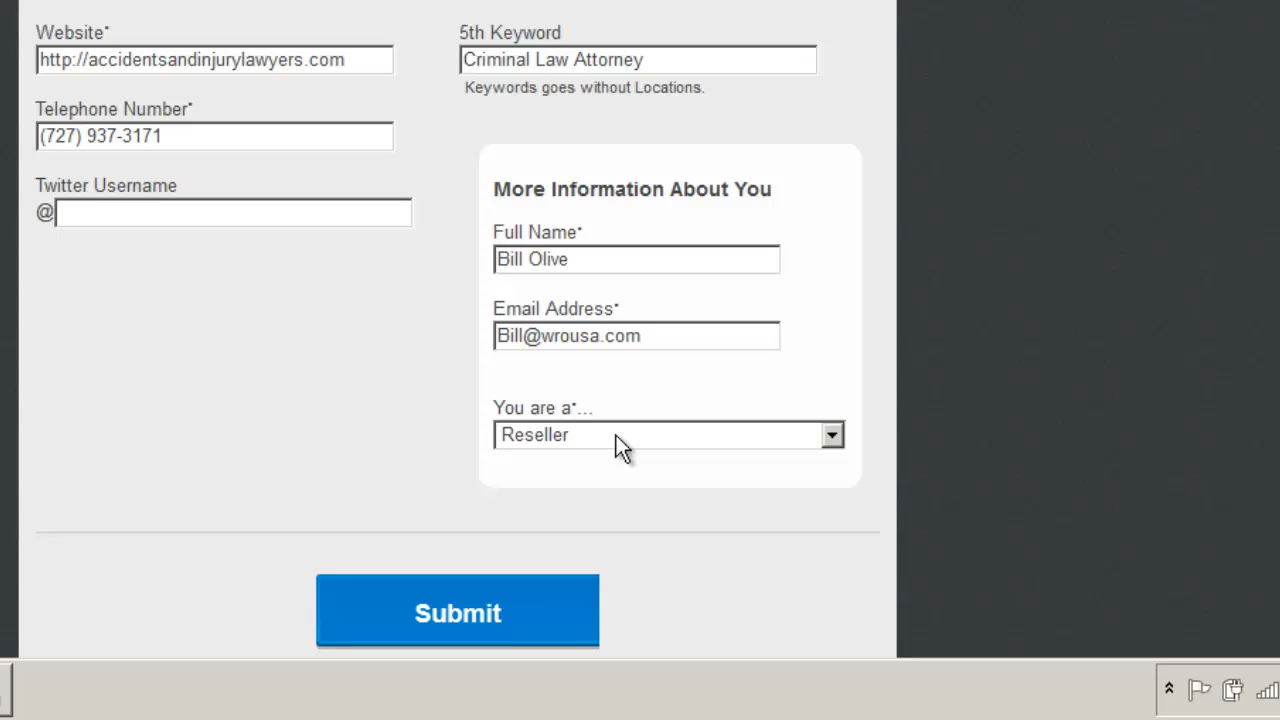 Website*
http://accidentsandinjurylawyers.com
Telephone Number*
(727) 937-3171
Twitter Username
@
5th Keyword
Criminal Law Attorney
Keywords goes without Locations.
More Information About You
Full Name*
Bill Olive
Email Address*
Bill@wrousa.com
You are a*...
Reseller
Submit